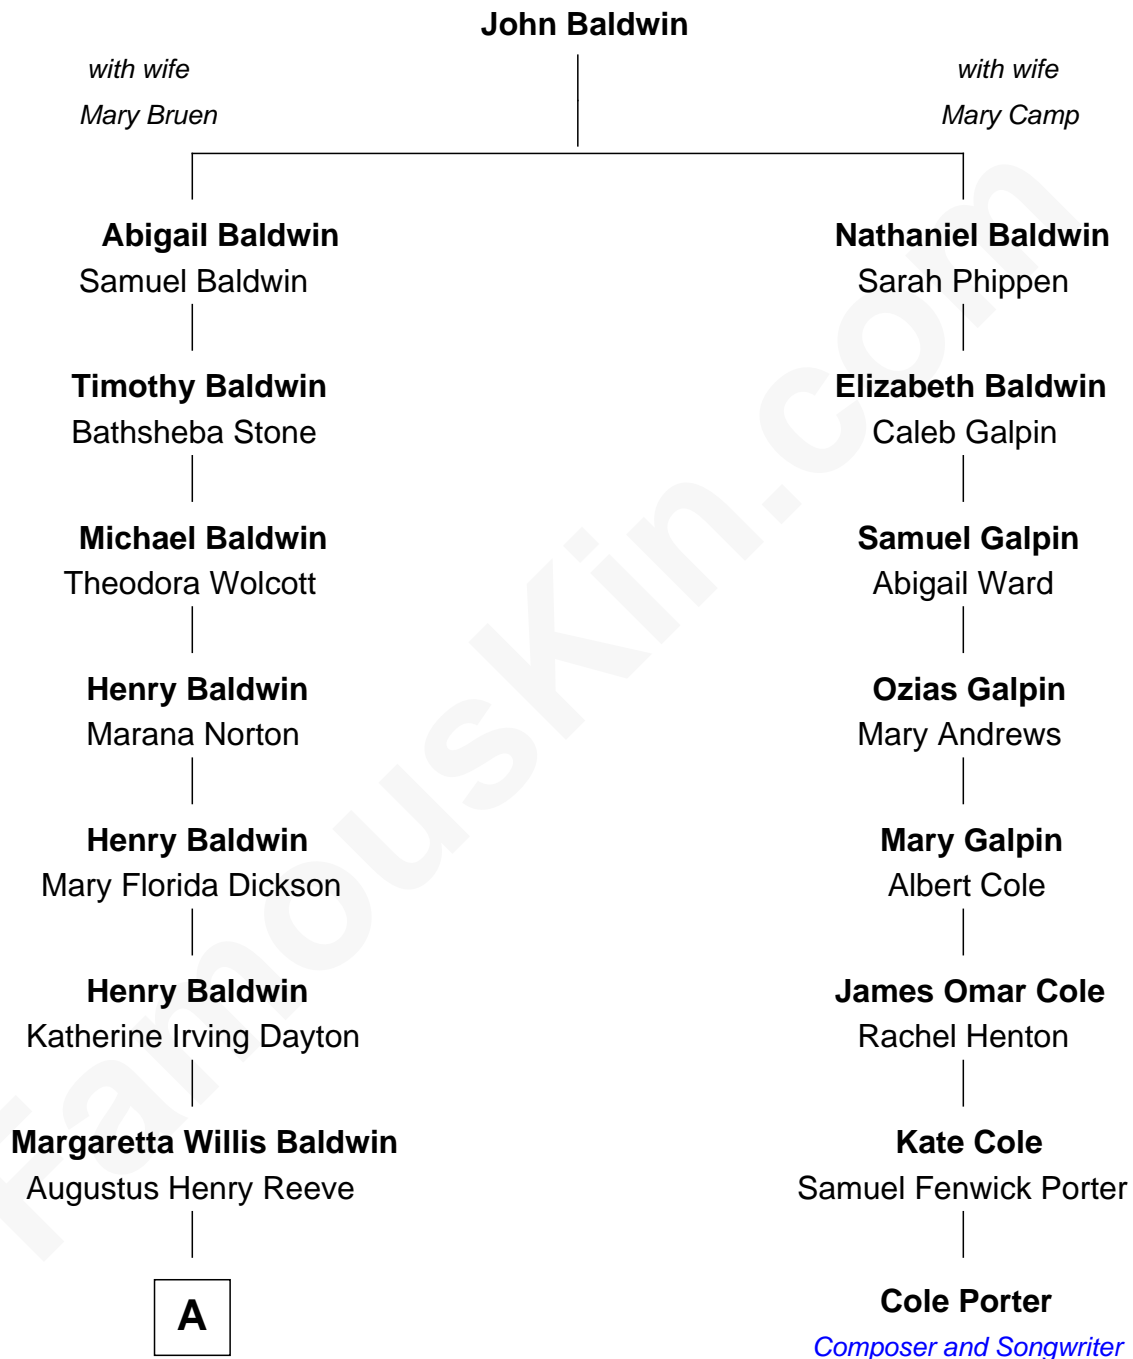 John Baldwin
with wife
Mary Bruen
with wife
Mary Camp
Abigail Baldwin
Samuel Baldwin
Nathaniel Baldwin
Sarah Phippen
Timothy Baldwin
Bathsheba Stone
Elizabeth Baldwin
Caleb Galpin
Michael Baldwin
Theodora Wolcott
Samuel Galpin
Abigail Ward
Henry Baldwin
Marana Norton
Ozias Galpin
Mary Andrews
Henry Baldwin
Mary Florida Dickson
Mary Galpin
Albert Cole
Henry Baldwin
Katherine Irving Dayton
James Omar Cole
Rachel Henton
Margaretta Willis Baldwin
Augustus Henry Reeve
Kate Cole
Samuel Fenwick Porter
A
Cole Porter
Composer and Songwriter
FamousKin.com